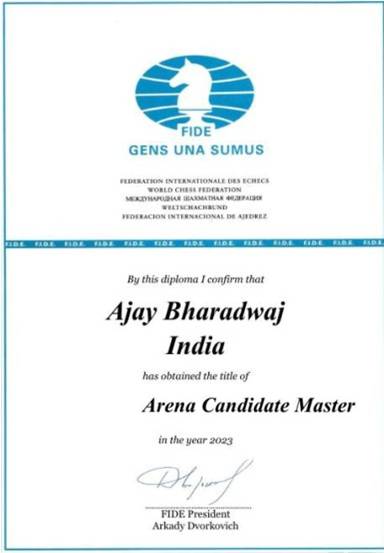 FIDE
GENS UNA SUMUS
FEDERATION INTERNATIONALE DES ECHECS
WORLD CHESS FEDERATION
МЕЖДУНАРОДНАЯ ШАХМАТНАЯ ФЕДЕРАЦИЯ
WELTSCHACHBUND
FEDERACION INTERNACIONAL DE AJEDREZ
F.I.D.E. F.I.D.E. F.I.D.E. F.I.D.E. F.I.D.E. F.I.D.E. F.I.D.E. F.I.D.E. F.I.D.E. F.I.D.E. F.I.D.E. F.I.D.E. F.I.D.E.
By this diploma I confirm that
Ajay Bharadwaj
India
has obtained the title of
Arena Candidate Master
in the year 2023
FIDE President
Arkady Dvorkovich